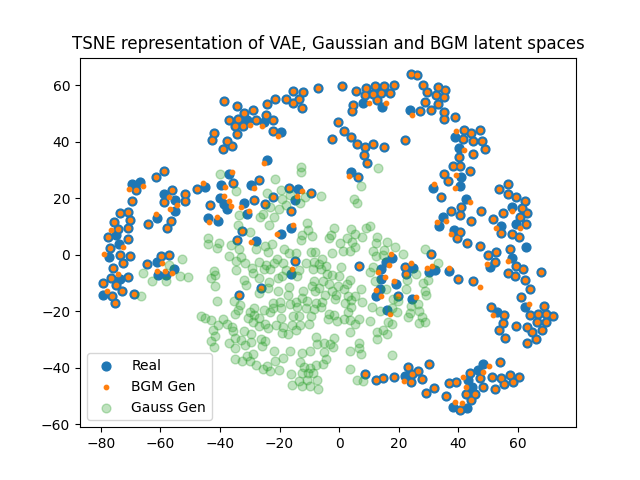 TSNE representation of VAE, Gaussian and BGM latent spaces
60
40
20
0
−20
−40
−60
Real
BGM Gen
Gauss Gen
−80 −60 −40 −20 0 20 40 60